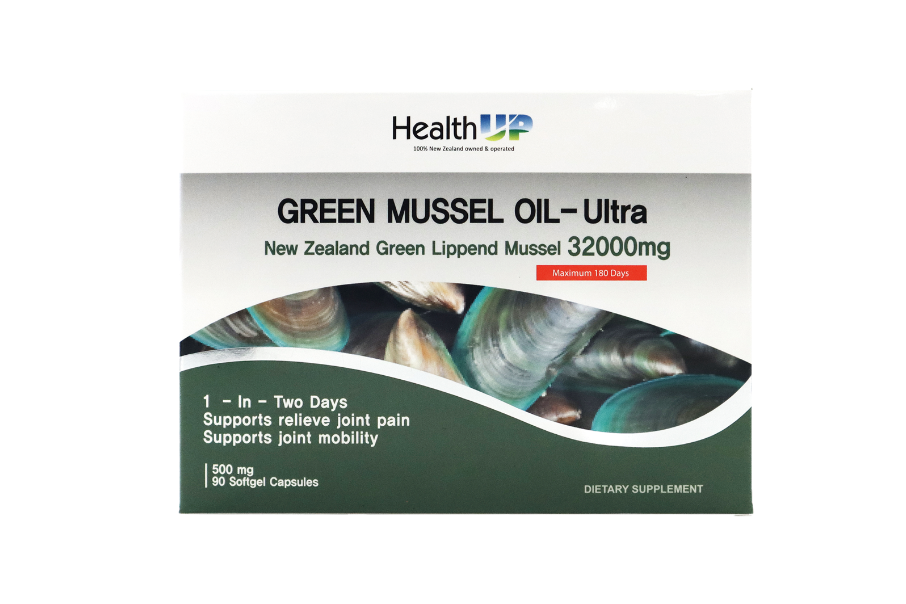 HealthUP
100% New Zealand owned & operated
GREEN MUSSEL OIL-Ultra
New Zealand Green Lippend Mussel 32000mg
Maximum 180 Days
1 - In - Two Days
Supports relieve joint pain
Supports joint mobility
500 mg
90 Softgel Capsules
DIETARY SUPPLEMENT